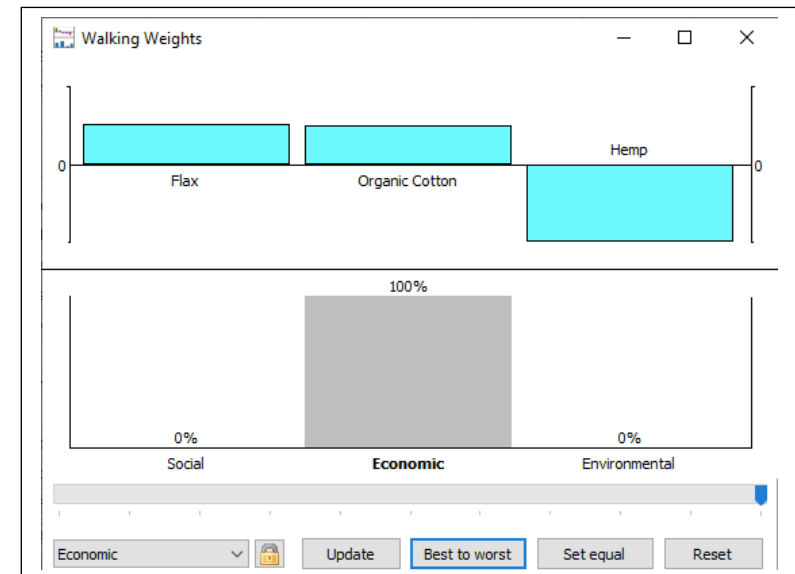 Walking Weights
Hemp
0 0
Flax Organic Cotton
100%
0% 0%
Social Economic Environmental
Economic Update Best to worst Set equal Reset